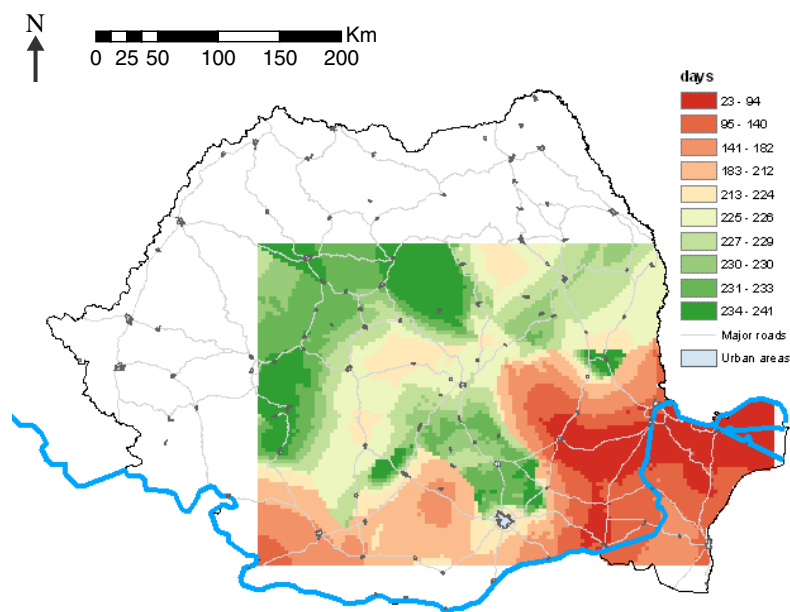 N
Km
0 25 50 100 150 200
days
23 - 94
95 - 140
141 - 182
183 - 212
213 - 224
225 - 226
227 - 229
230 - 230
231 - 233
234 - 241
Major roads
Urban areas